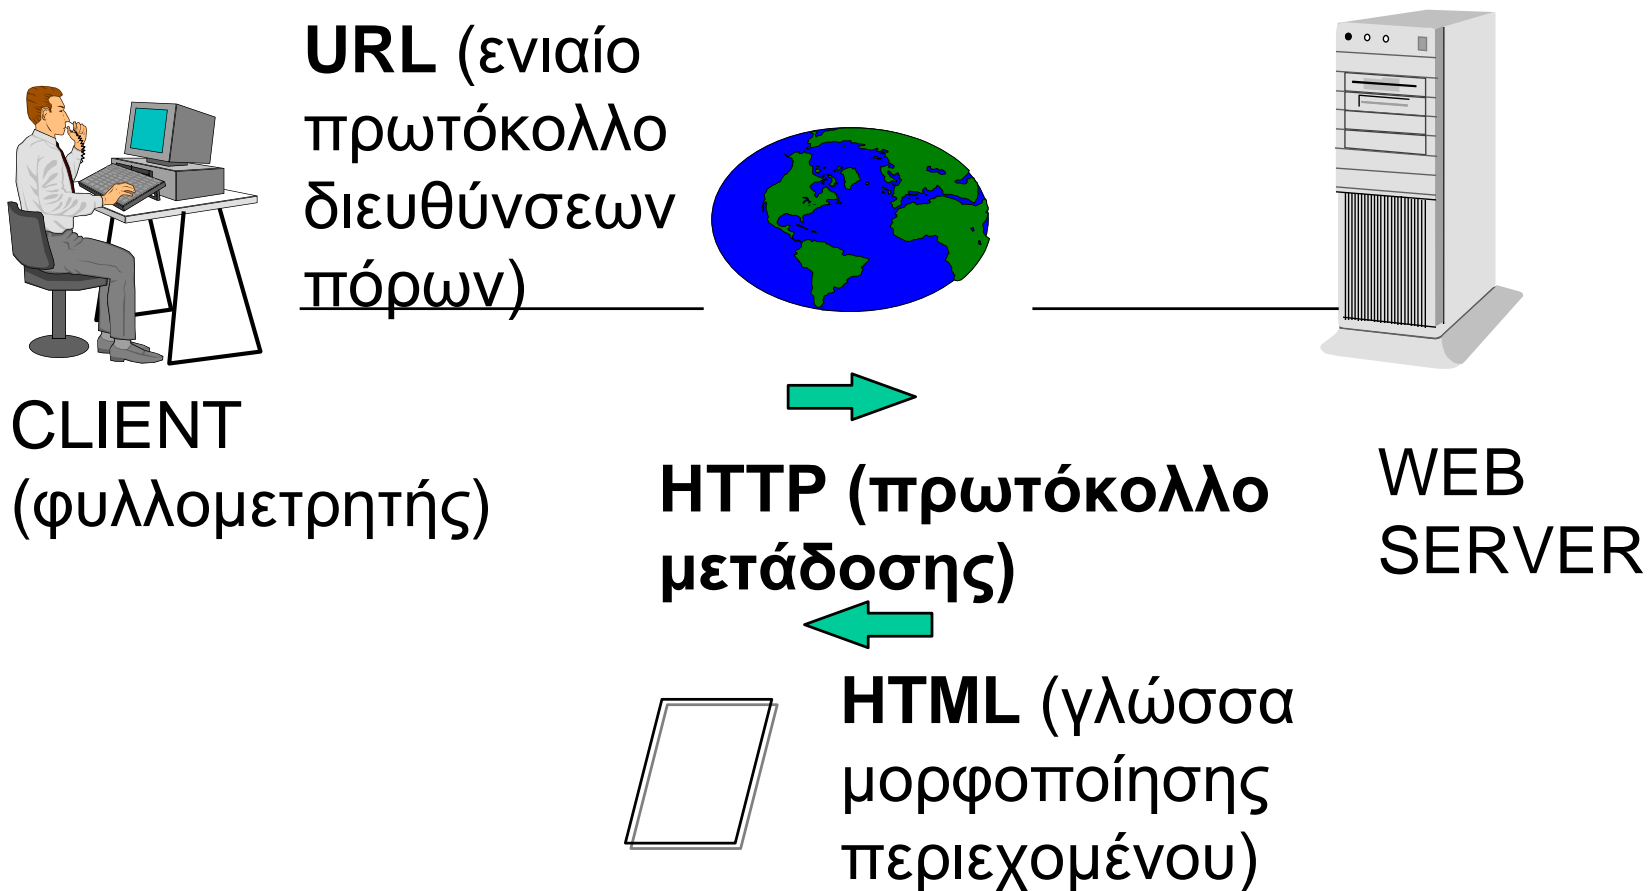 URL (ενιαίο
πρωτόκολλο
διευθύνσεων
πόρων)
CLIENT
(φυλλομετρητής)
HTTP (πρωτόκολλο
μετάδοσης)
WEB
SERVER
HTML (γλώσσα
μορφοποίησης
περιεχομένου)